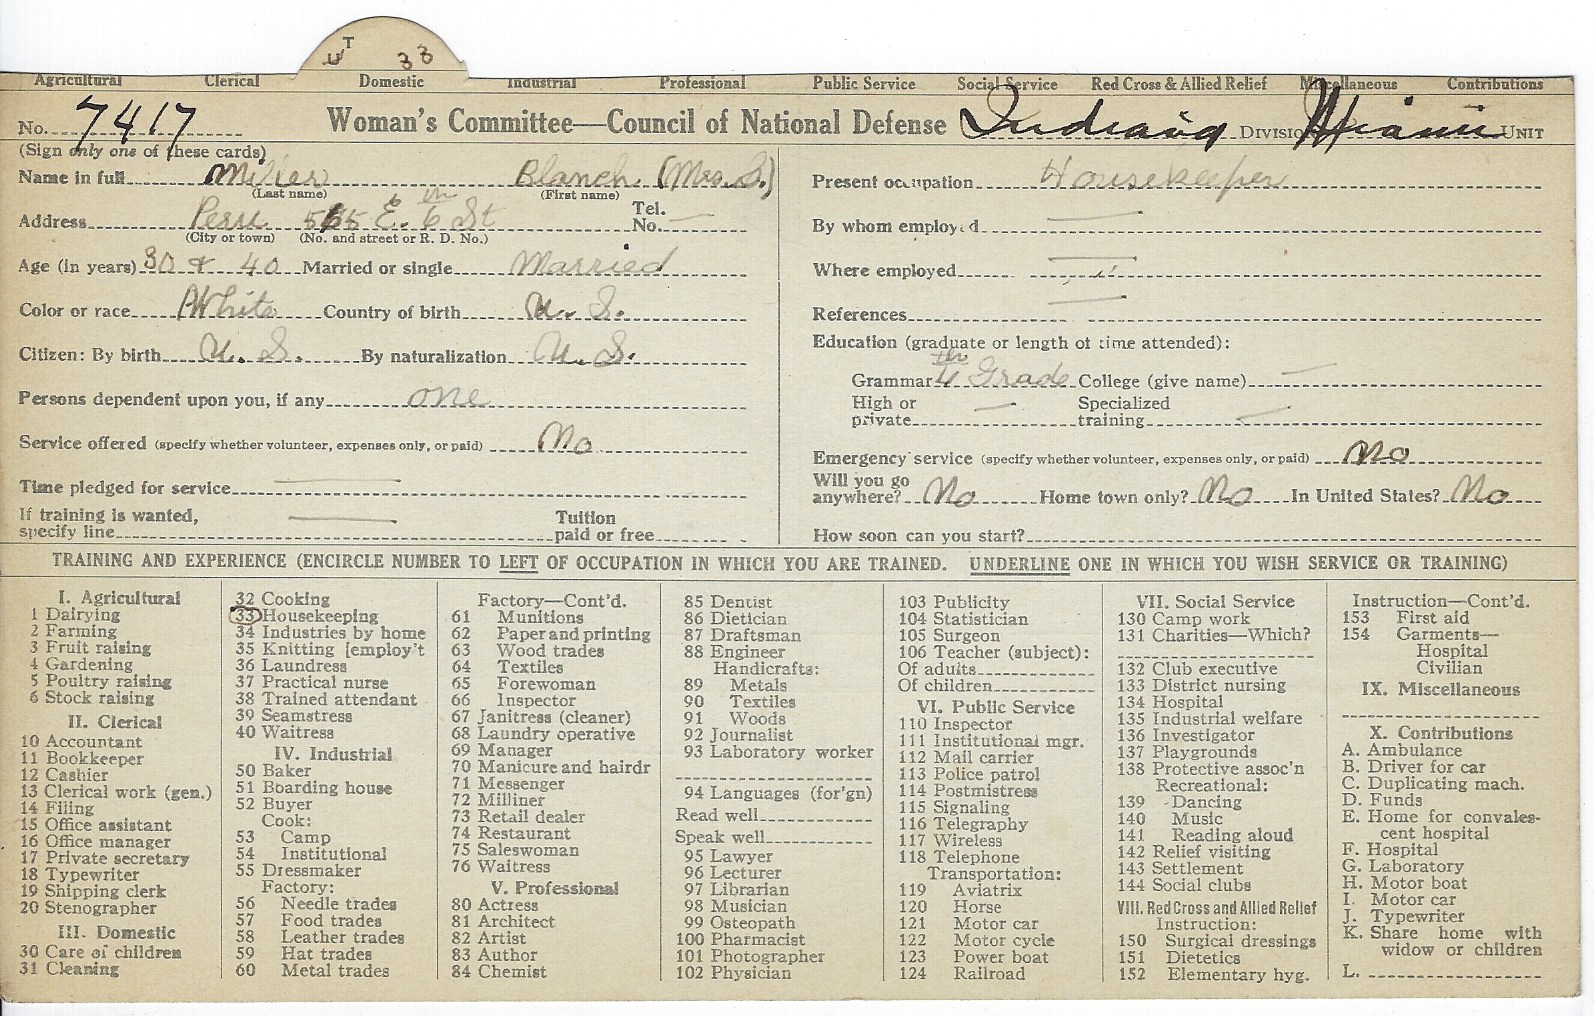 UT 33
Agricultural Clerical Domestic Industrial Professional Public Service Social Service Red Cross & Allied Relief Miscellaneous Contributions
No. 7417 Woman's Committee—Council of National Defense Indiana DIVISION Miami UNIT
(Sign only one of these cards)
Name in full Miller Blanch (Mrs. S.)
(Last name) (First name)
Address Peru 565 E. 6th St Tel. No. —
(City or town) (No. and street or R. D. No.)
Age (in years) 30 & 40 Married or single Married
Color or race White Country of birth U. S.
Citizen: By birth U. S. By naturalization U. S.
Persons dependent upon you, if any one
Service offered (specify whether volunteer, expenses only, or paid) No
Time pledged for service —
If training is wanted, specify line — Tuition paid or free
Present occupation Housekeeper
By whom employed —
Where employed — " —
References —
Education (graduate or length of time attended):
Grammar 4th Grade College (give name) —
High or private — Specialized training —
Emergency service (specify whether volunteer, expenses only, or paid) No
Will you go anywhere? No Home town only? No In United States? No
How soon can you start?
TRAINING AND EXPERIENCE (ENCIRCLE NUMBER TO LEFT OF OCCUPATION IN WHICH YOU ARE TRAINED. UNDERLINE ONE IN WHICH YOU WISH SERVICE OR TRAINING)
I. Agricultural
1 Dairying
2 Farming
3 Fruit raising
4 Gardening
5 Poultry raising
6 Stock raising
II. Clerical
10 Accountant
11 Bookkeeper
12 Cashier
13 Clerical work (gen.)
14 Filing
15 Office assistant
16 Office manager
17 Private secretary
18 Typewriter
19 Shipping clerk
20 Stenographer
III. Domestic
30 Care of children
31 Cleaning
32 Cooking
33 Housekeeping
34 Industries by home
35 Knitting [employ't
36 Laundress
37 Practical nurse
38 Trained attendant
39 Seamstress
40 Waitress
IV. Industrial
50 Baker
51 Boarding house
52 Buyer
Cook:
53 Camp
54 Institutional
55 Dressmaker
Factory:
56 Needle trades
57 Food trades
58 Leather trades
59 Hat trades
60 Metal trades
Factory—Cont'd.
61 Munitions
62 Paper and printing
63 Wood trades
64 Textiles
65 Forewoman
66 Inspector
67 Janitress (cleaner)
68 Laundry operative
69 Manager
70 Manicure and hairdr
71 Messenger
72 Milliner
73 Retail dealer
74 Restaurant
75 Saleswoman
76 Waitress
V. Professional
80 Actress
81 Architect
82 Artist
83 Author
84 Chemist
85 Dentist
86 Dietician
87 Draftsman
88 Engineer
Handicrafts:
89 Metals
90 Textiles
91 Woods
92 Journalist
93 Laboratory worker
94 Languages (for'gn)
Read well
Speak well
95 Lawyer
96 Lecturer
97 Librarian
98 Musician
99 Osteopath
100 Pharmacist
101 Photographer
102 Physician
103 Publicity
104 Statistician
105 Surgeon
106 Teacher (subject):
Of adults
Of children
VI. Public Service
110 Inspector
111 Institutional mgr.
112 Mail carrier
113 Police patrol
114 Postmistress
115 Signaling
116 Telegraphy
117 Wireless
118 Telephone
Transportation:
119 Aviatrix
120 Horse
121 Motor car
122 Motor cycle
123 Power boat
124 Railroad
VII. Social Service
130 Camp work
131 Charities—Which?
132 Club executive
133 District nursing
134 Hospital
135 Industrial welfare
136 Investigator
137 Playgrounds
138 Protective assoc'n
Recreational:
139 Dancing
140 Music
141 Reading aloud
142 Relief visiting
143 Settlement
144 Social clubs
VIII. Red Cross and Allied Relief
Instruction:
150 Surgical dressings
151 Dietetics
152 Elementary hyg.
Instruction—Cont'd.
153 First aid
154 Garments—
Hospital
Civilian
IX. Miscellaneous
X. Contributions
A. Ambulance
B. Driver for car
C. Duplicating mach.
D. Funds
E. Home for convales-
cent hospital
F. Hospital
G. Laboratory
H. Motor boat
I. Motor car
J. Typewriter
K. Share home with
widow or children
L.